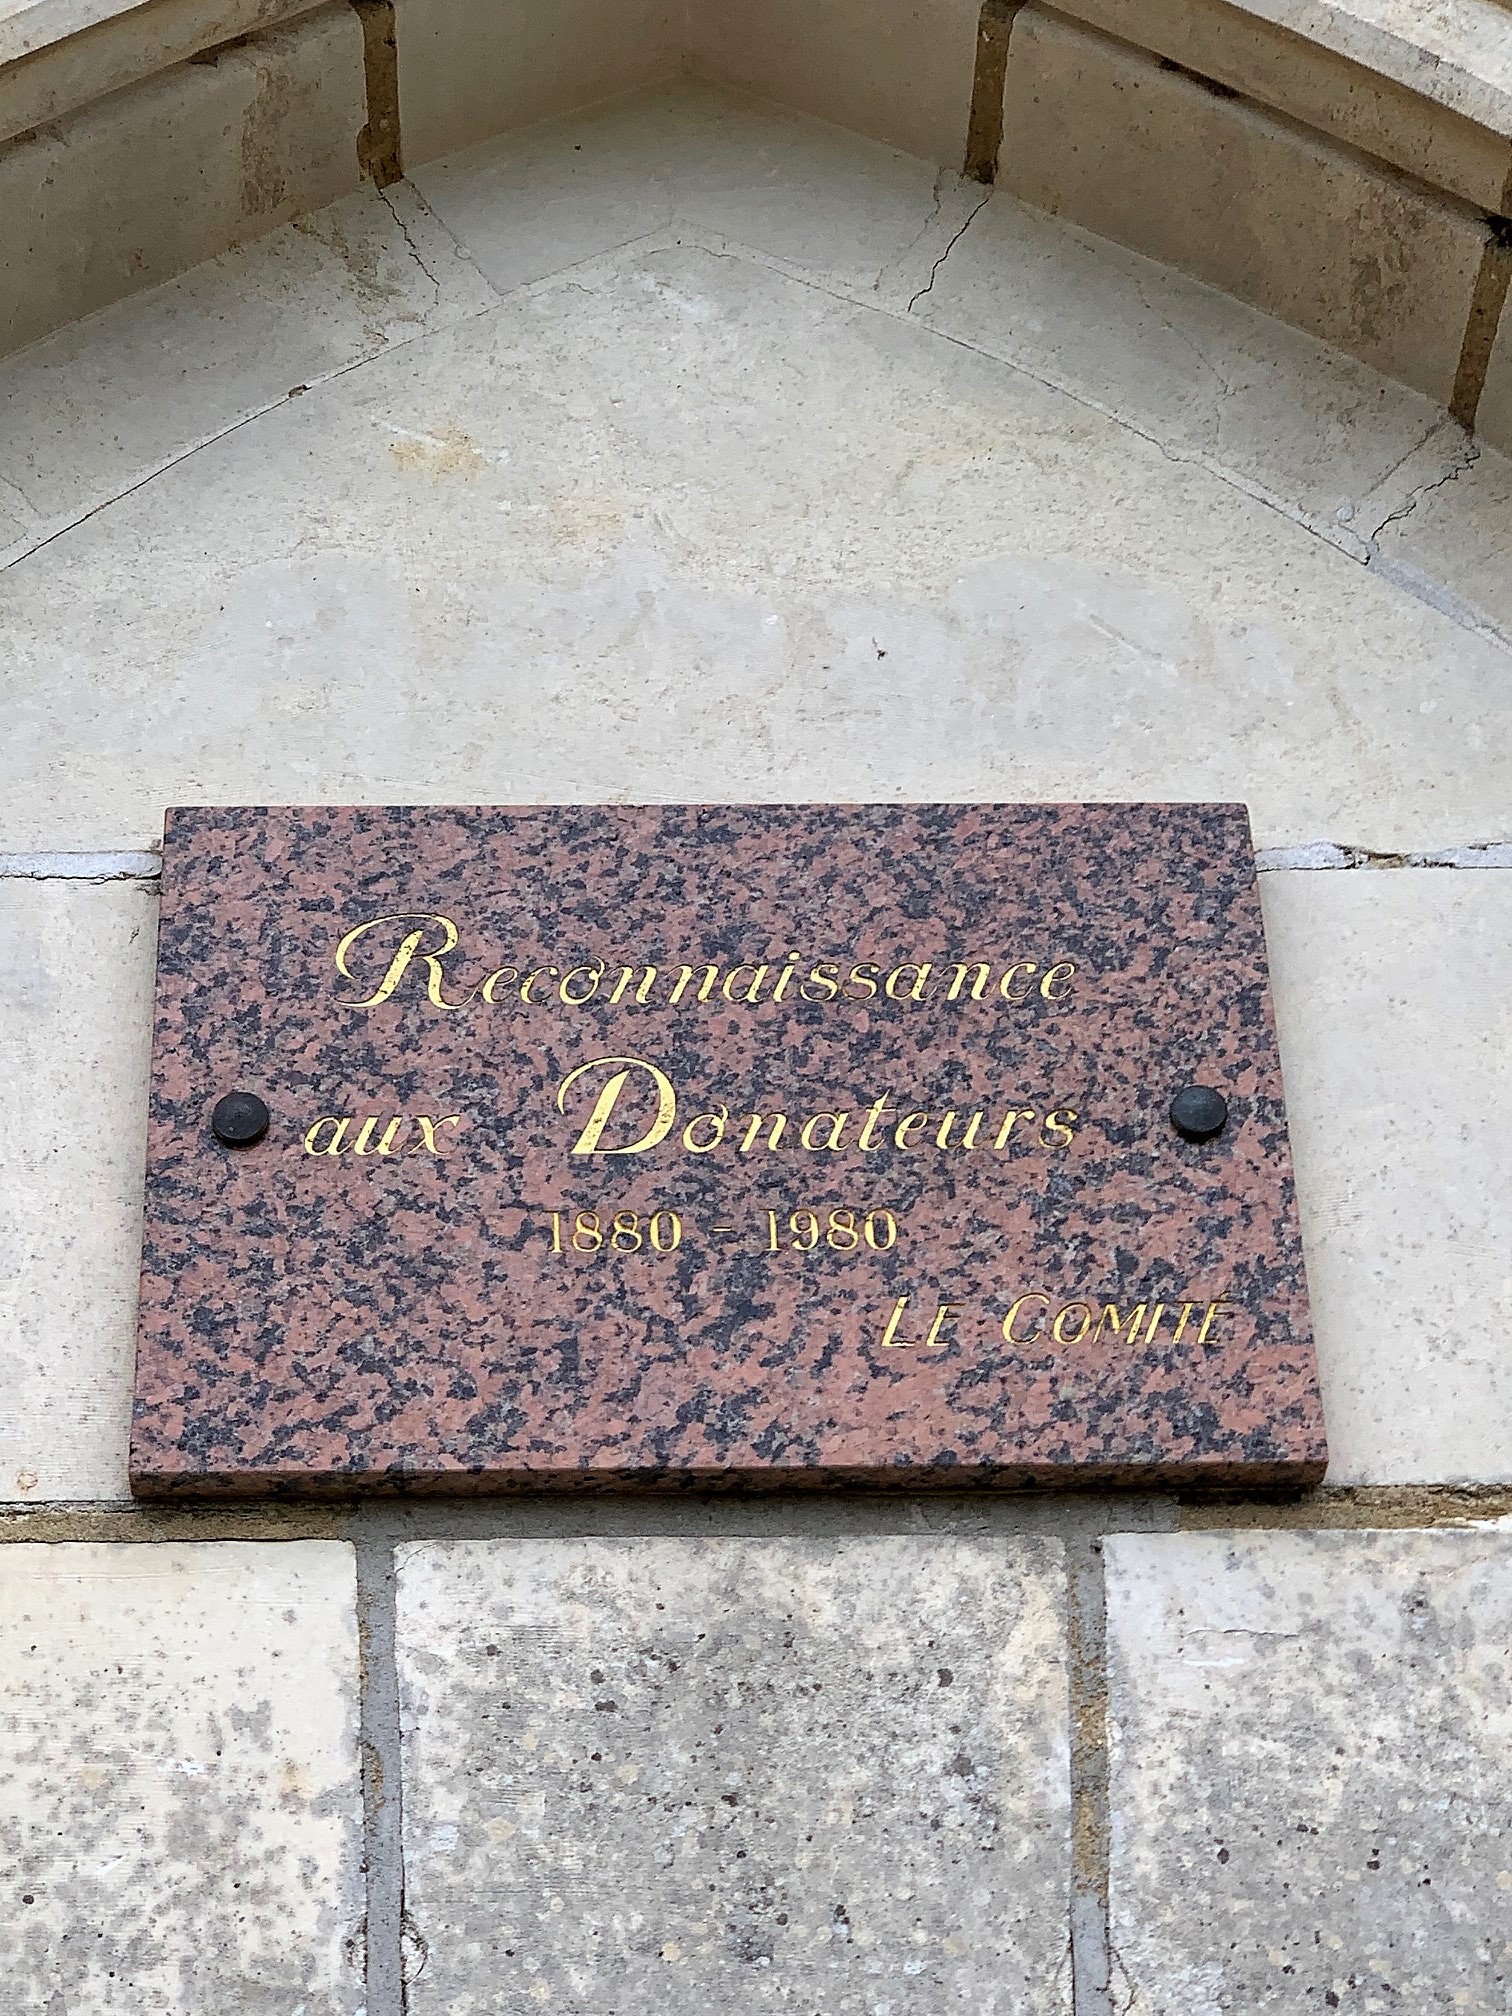 Reconnaissance
aux Donateurs
1880 - 1980
LE COMITÉ